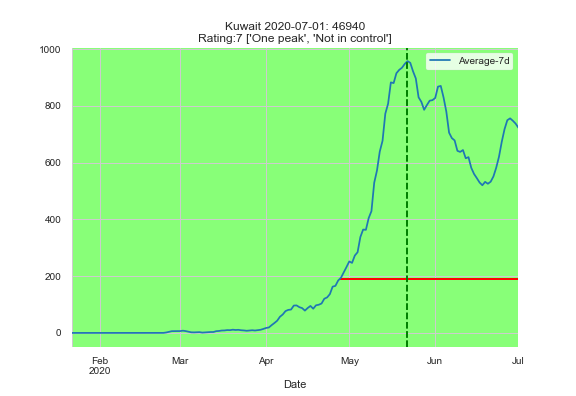 Kuwait 2020-07-01: 46940
Rating:7 ['One peak', 'Not in control']
1000
Average-7d
800
600
400
200
0
Feb Mar Apr May Jun Jul
2020
Date